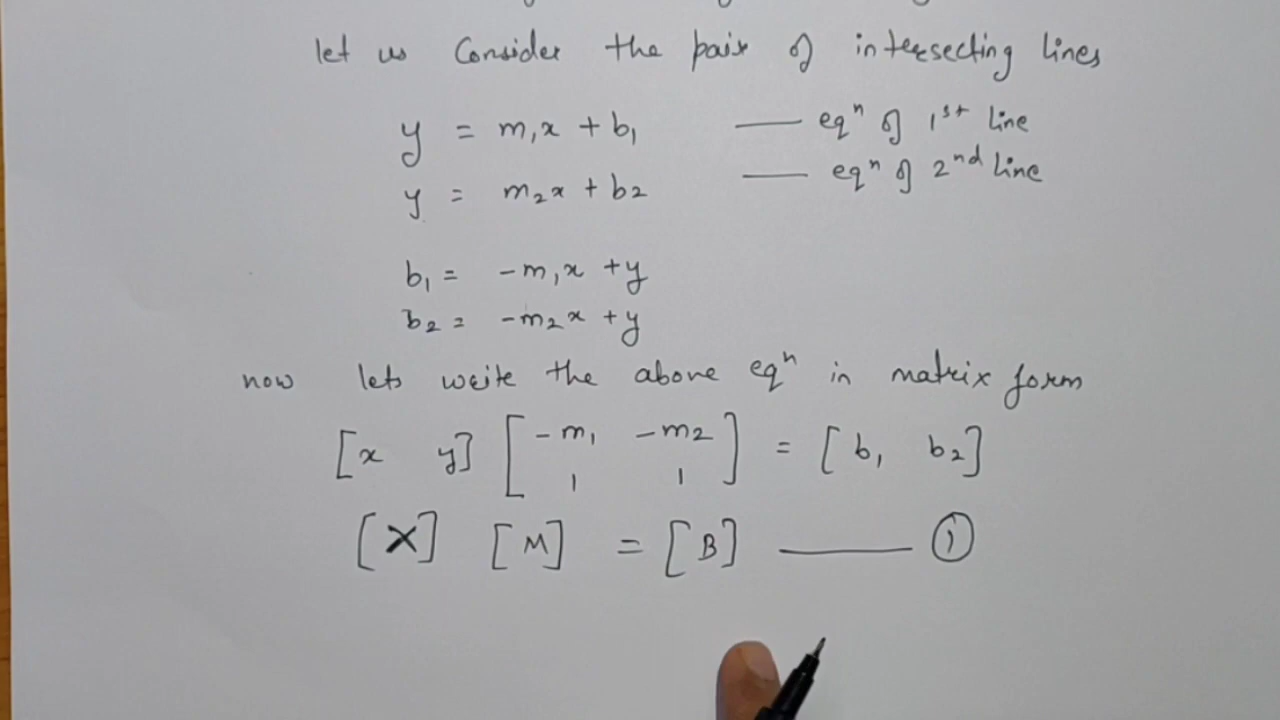 let us Consider the pair of intersecting lines
y = m₁x + b₁ —— eqⁿ of 1ˢᵗ line
y = m₂x + b₂ —— eqⁿ of 2ⁿᵈ line
b₁ = -m₁x + y
b₂ = -m₂x + y
now lets write the above eqⁿ in matrix form
[x y] [-m₁ -m₂
1 1] = [b₁ b₂]
[X] [M] = [B] —— ①